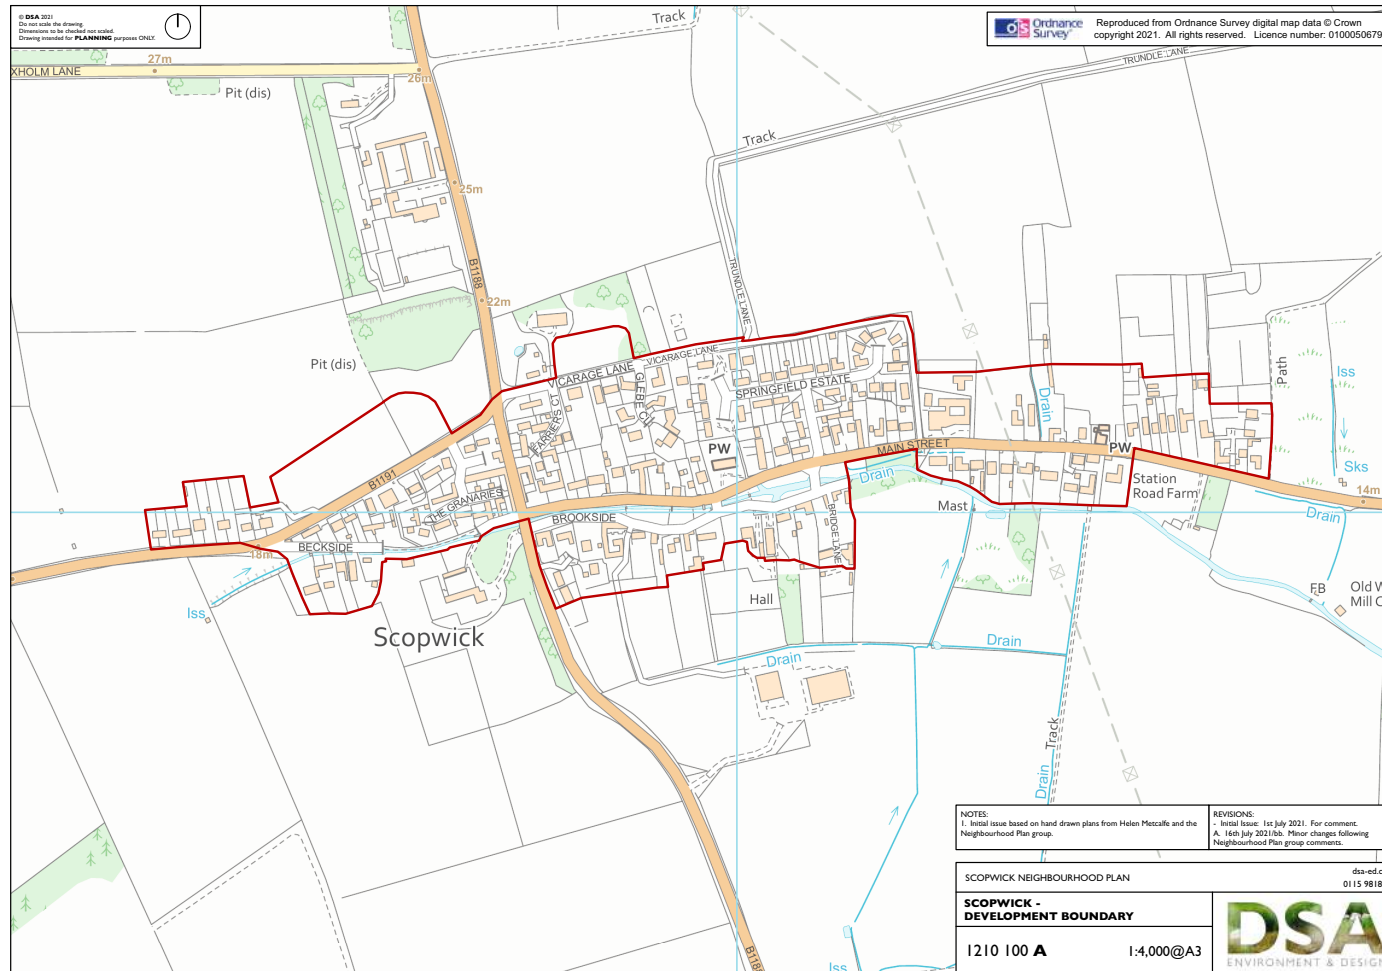 © DSA 2021
Do not scale the drawing.
Dimensions to be checked not scaled.
Drawing intended for PLANNING purposes ONLY.
Ordnance
Survey
Reproduced from Ordnance Survey digital map data © Crown
copyright 2021. All rights reserved. Licence number: 0100050679
Track
TRUNDLE LANE
27m
XHOLM LANE
26m
Pit (dis)
Track
25m
B1188
TRUNDLE LANE
22m
Pit (dis)
VICARAGE LANE
VICARAGE LANE
Path
Iss
SPRINGFIELD ESTATE
GLEBE CL
FARRIERS CT
Drain
MAIN STREET
PW
PW
B1191
Drain
Sks
Station
Road Farm
14m
THE GRANARIES
Mast
BROOKSIDE
BRIDGE LANE
Drain
BECKSIDE
18m
Iss
Hall
FB
Old W
Mill C
Scopwick
Drain
Drain
Track
Drain
NOTES:
1. Initial issue based on hand drawn plans from Helen Metcalfe and the
Neighbourhood Plan group.
REVISIONS:
- Initial Issue: 1st July 2021. For comment.
A. 16th July 2021/bb. Minor changes following
Neighbourhood Plan group comments.
SCOPWICK NEIGHBOURHOOD PLAN
dsa-ed.c
0115 9818
SCOPWICK -
DEVELOPMENT BOUNDARY
1210 100 A
1:4,000@A3
DSA
ENVIRONMENT & DESIGN
B118
Iss